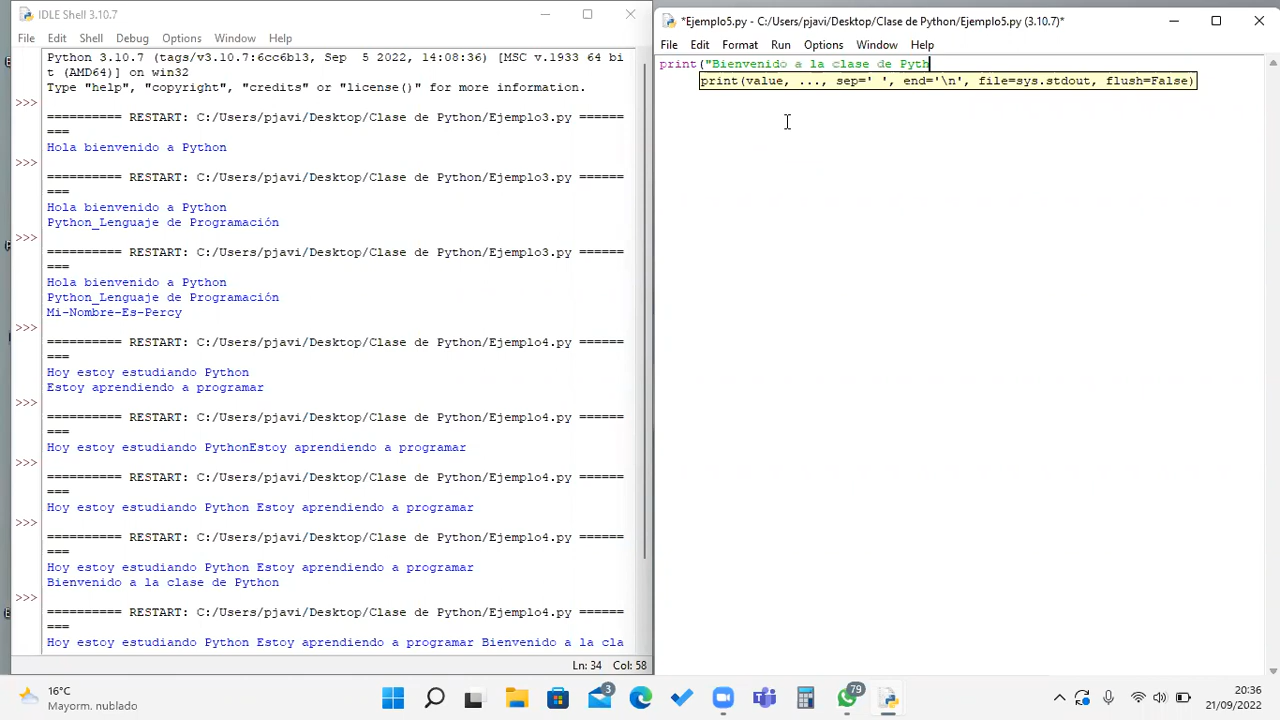 IDLE Shell 3.10.7
File Edit Shell Debug Options Window Help
Python 3.10.7 (tags/v3.10.7:6cc6b13, Sep  5 2022, 14:08:36) [MSC v.1933 64 bi
t (AMD64)] on win32
Type "help", "copyright", "credits" or "license()" for more information.
>>>
========== RESTART: C:/Users/pjavi/Desktop/Clase de Python/Ejemplo3.py ======
===
Hola bienvenido a Python
>>>
========== RESTART: C:/Users/pjavi/Desktop/Clase de Python/Ejemplo3.py ======
===
Hola bienvenido a Python
Python_Lenguaje de Programación
>>>
========== RESTART: C:/Users/pjavi/Desktop/Clase de Python/Ejemplo3.py ======
===
Hola bienvenido a Python
Python_Lenguaje de Programación
Mi-Nombre-Es-Percy
>>>
========== RESTART: C:/Users/pjavi/Desktop/Clase de Python/Ejemplo4.py ======
===
Hoy estoy estudiando Python
Estoy aprendiendo a programar
>>>
========== RESTART: C:/Users/pjavi/Desktop/Clase de Python/Ejemplo4.py ======
===
Hoy estoy estudiando PythonEstoy aprendiendo a programar
>>>
========== RESTART: C:/Users/pjavi/Desktop/Clase de Python/Ejemplo4.py ======
===
Hoy estoy estudiando Python Estoy aprendiendo a programar
>>>
========== RESTART: C:/Users/pjavi/Desktop/Clase de Python/Ejemplo4.py ======
===
Hoy estoy estudiando Python Estoy aprendiendo a programar
Bienvenido a la clase de Python
>>>
========== RESTART: C:/Users/pjavi/Desktop/Clase de Python/Ejemplo4.py ======
===
Hoy estoy estudiando Python Estoy aprendiendo a programar Bienvenido a la cla
Ln: 34 Col: 58
*Ejemplo5.py - C:/Users/pjavi/Desktop/Clase de Python/Ejemplo5.py (3.10.7)*
File Edit Format Run Options Window Help
print("Bienvenido a la clase de Pyth
print(value, ..., sep=' ', end='\n', file=sys.stdout, flush=False)
16°C
Mayorm. nublado
3
79
20:36
21/09/2022